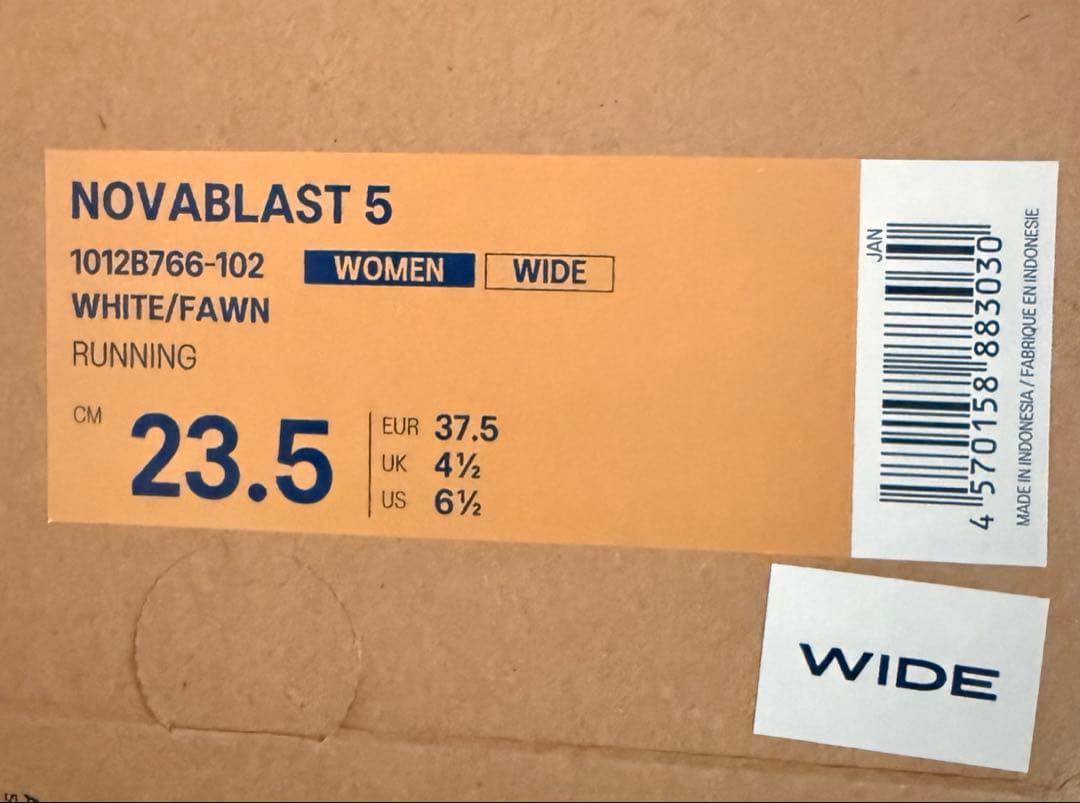 NOVABLAST 5
1012B766-102 WOMEN WIDE
WHITE/FAWN
RUNNING
CM 23.5
EUR 37.5
UK 4½
US 6½
JAN
4 570158 883030
MADE IN INDONESIA / FABRIQUE EN INDONESIE
WIDE